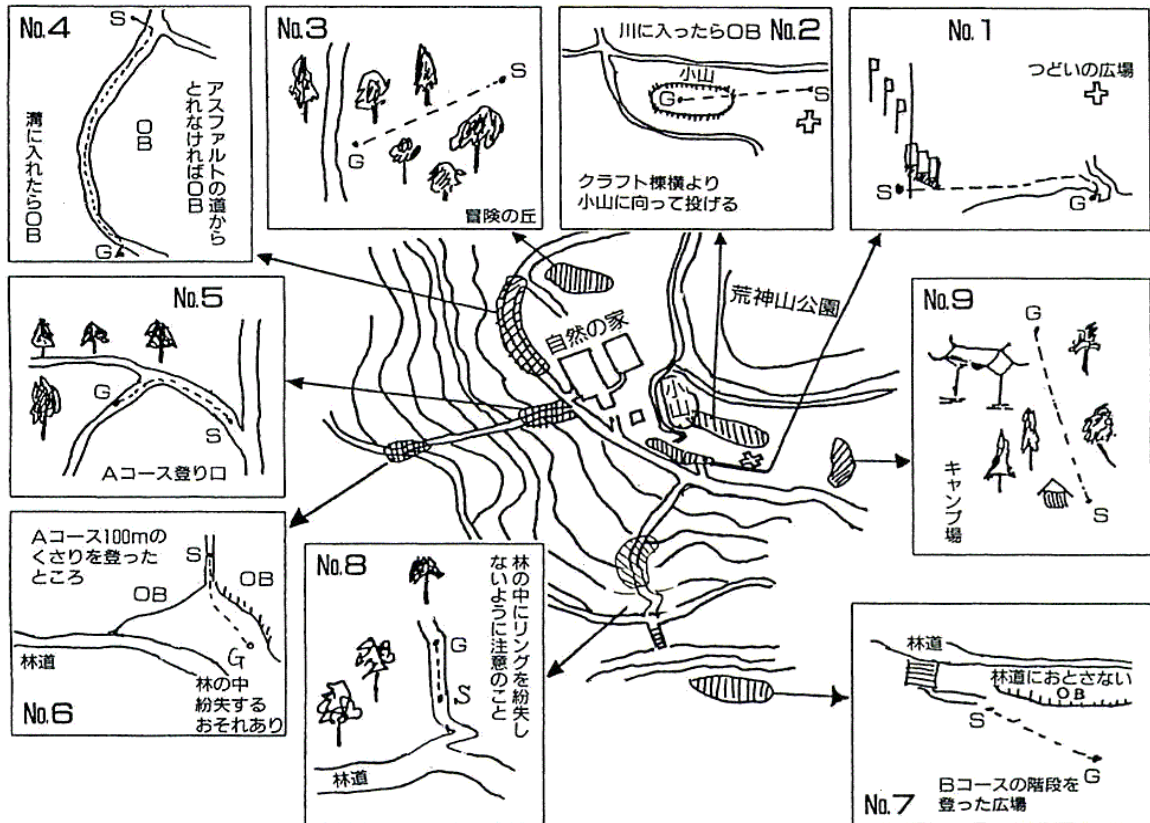 No.4
S
アスファルトの道から
とれなければOB
OB
溝に入れたらOB
G
No.3
S
G
冒険の丘
川に入ったらOB No.2
小山
G
S
クラフト棟横より
小山に向って投げる
No.1
つどいの広場
S
G
No.5
G
S
Aコース登り口
荒神山公園
自然の家
小山
No.9
G
S
キャンプ場
Aコース100mの
くさりを登った
ところ
S
OB
OB
G
林道
林の中
紛失する
おそれあり
No.6
No.8
林の中にリングを紛失し
ないように注意のこと
G
S
林道
林道
林道におとさない
OB
S
G
Bコースの階段を
登った広場
No.7